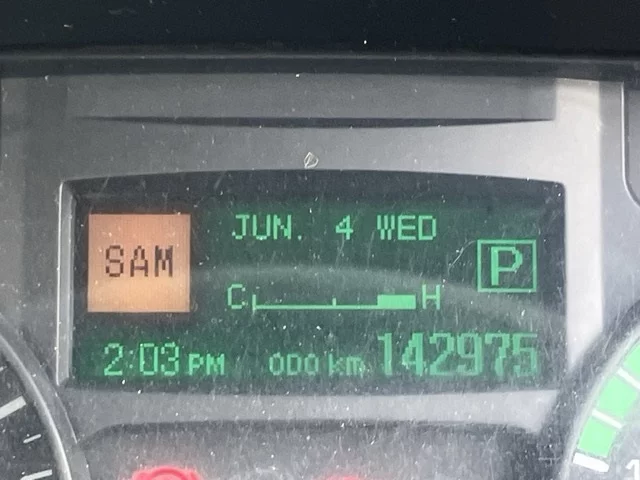 JUN. 4 WED
SAM
P
C H
2:03 PM ODO km 142975